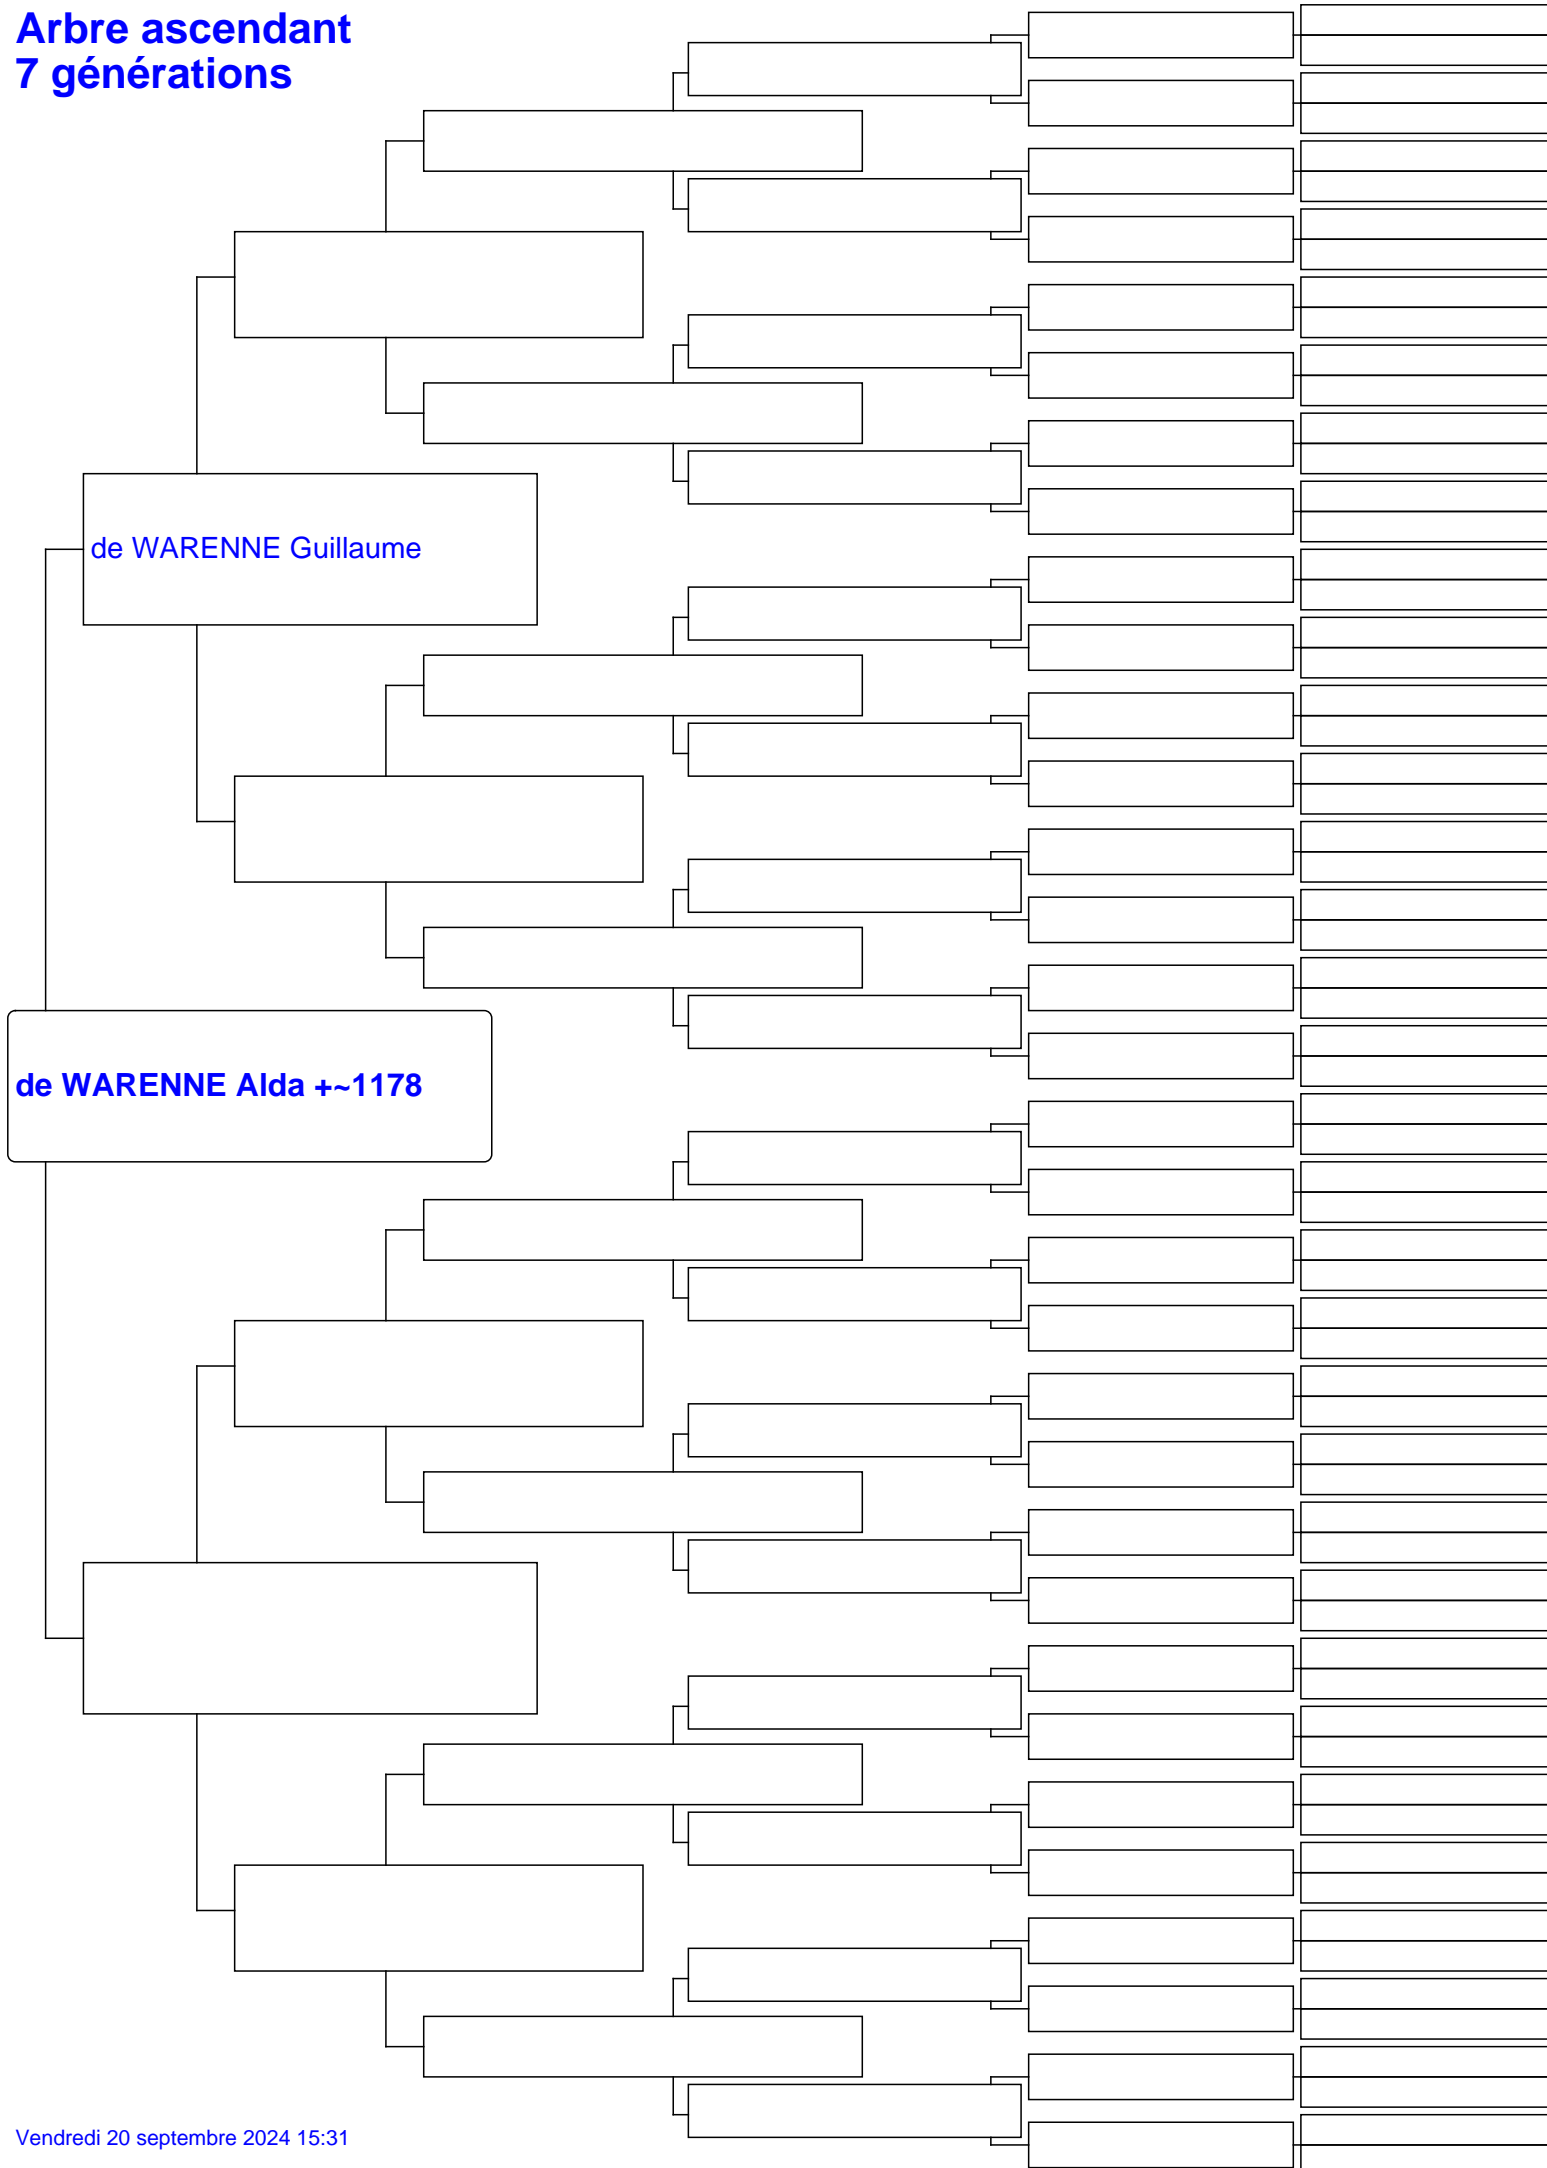 Arbre ascendant
7 générations
de WARENNE Guillaume
de WARENNE Alda +~1178
Vendredi 20 septembre 2024 15:31